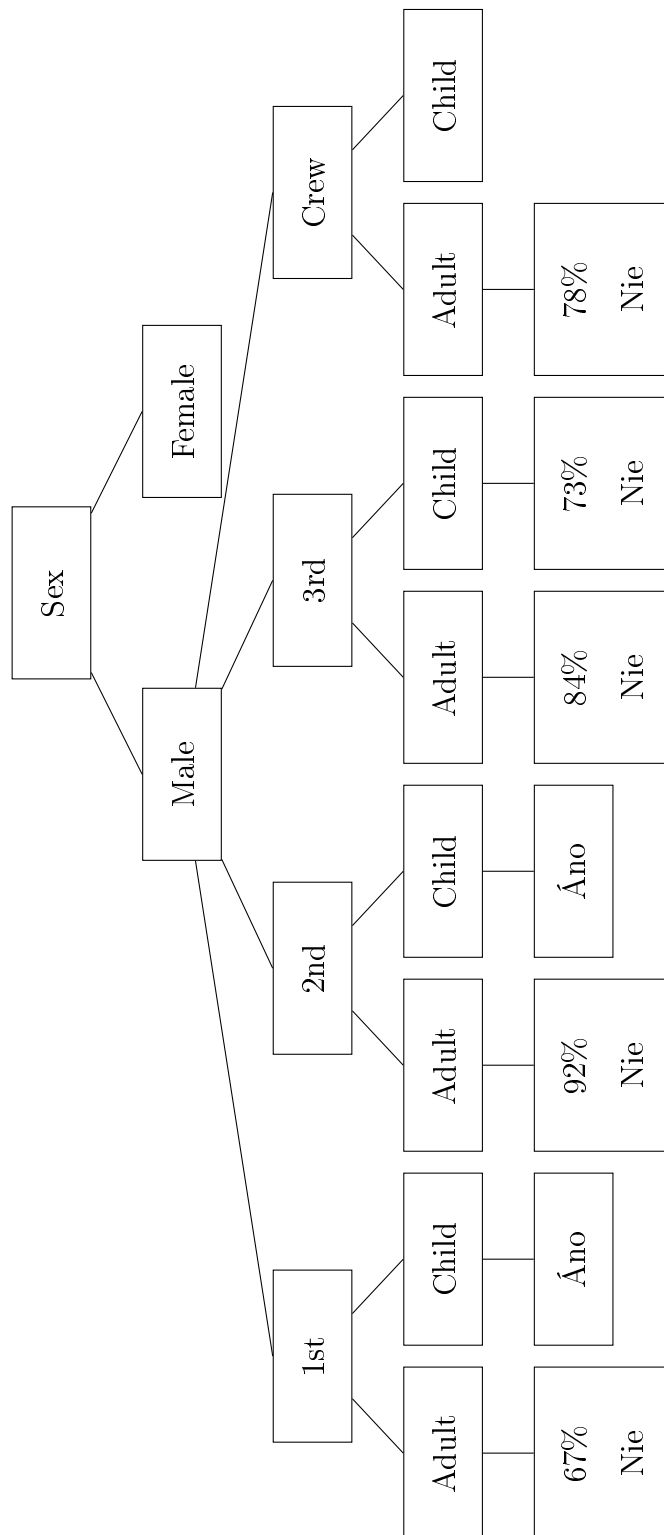 Sex
Male
Female
1st
2nd
3rd
Crew
Adult
Child
Adult
Child
Adult
Child
Adult
Child
67%
Nie
Áno
92%
Nie
Áno
84%
Nie
73%
Nie
78%
Nie